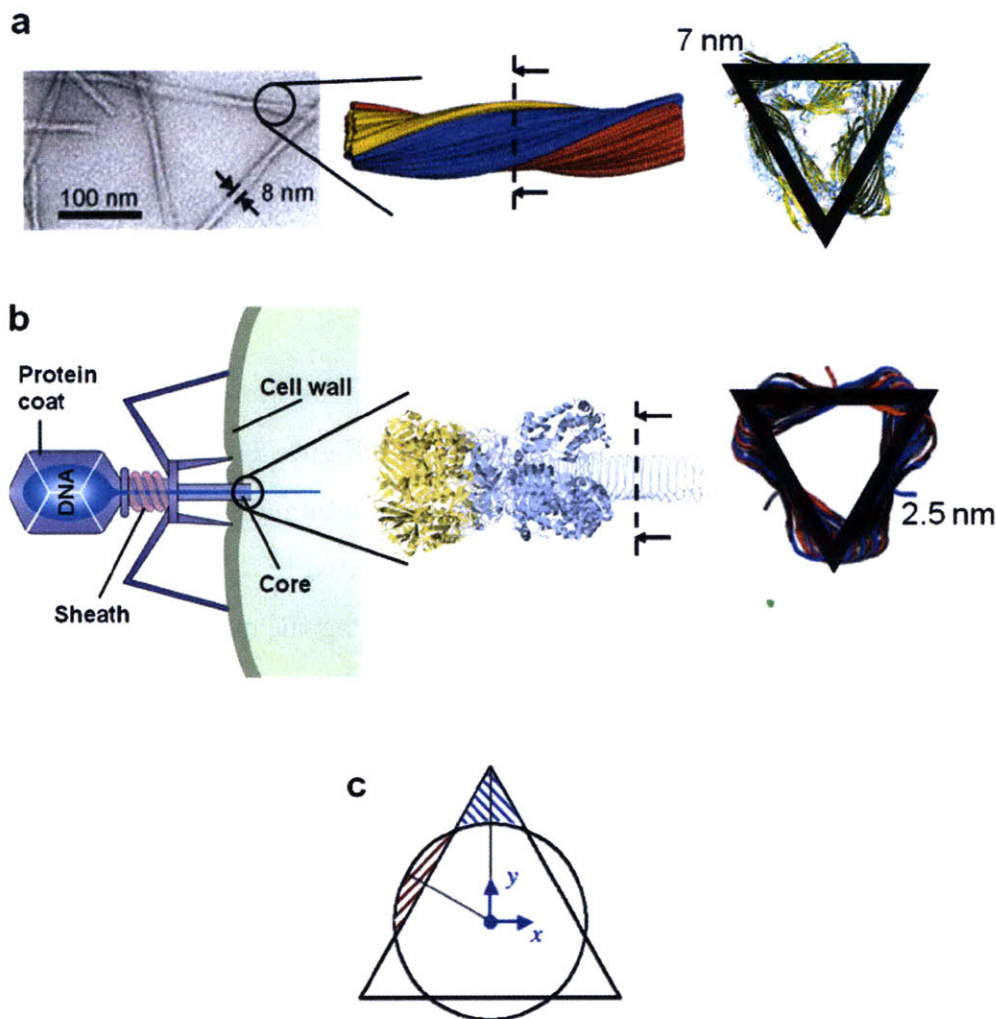 a
7 nm
100 nm
8 nm
b
Protein
coat
Cell wall
DNA
2.5 nm
Core
Sheath
c
y
x